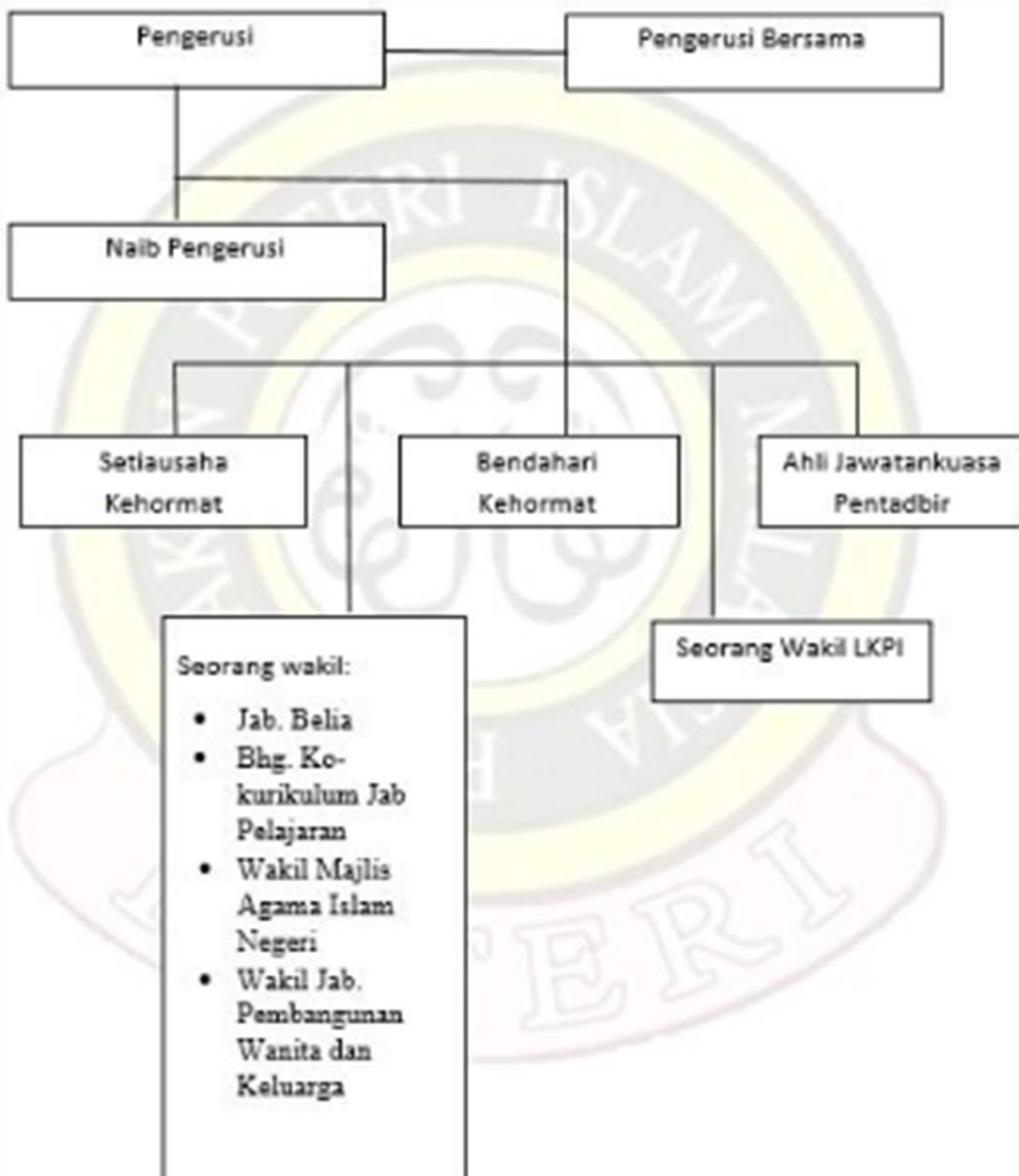 Pengerusi
Pengerusi Bersama
Naib Pengerusi
Setiausaha
Kehormat
Bendahari
Kehormat
Ahli Jawatankuasa
Pentadbir
Seorang wakil:
• Jab. Belia
• Bhg. Ko-
kurikulum Jab
Pelajaran
• Wakil Majlis
Agama Islam
Negeri
• Wakil Jab.
Pembangunan
Wanita dan
Keluarga
Seorang Wakil LKPI
ISLAM